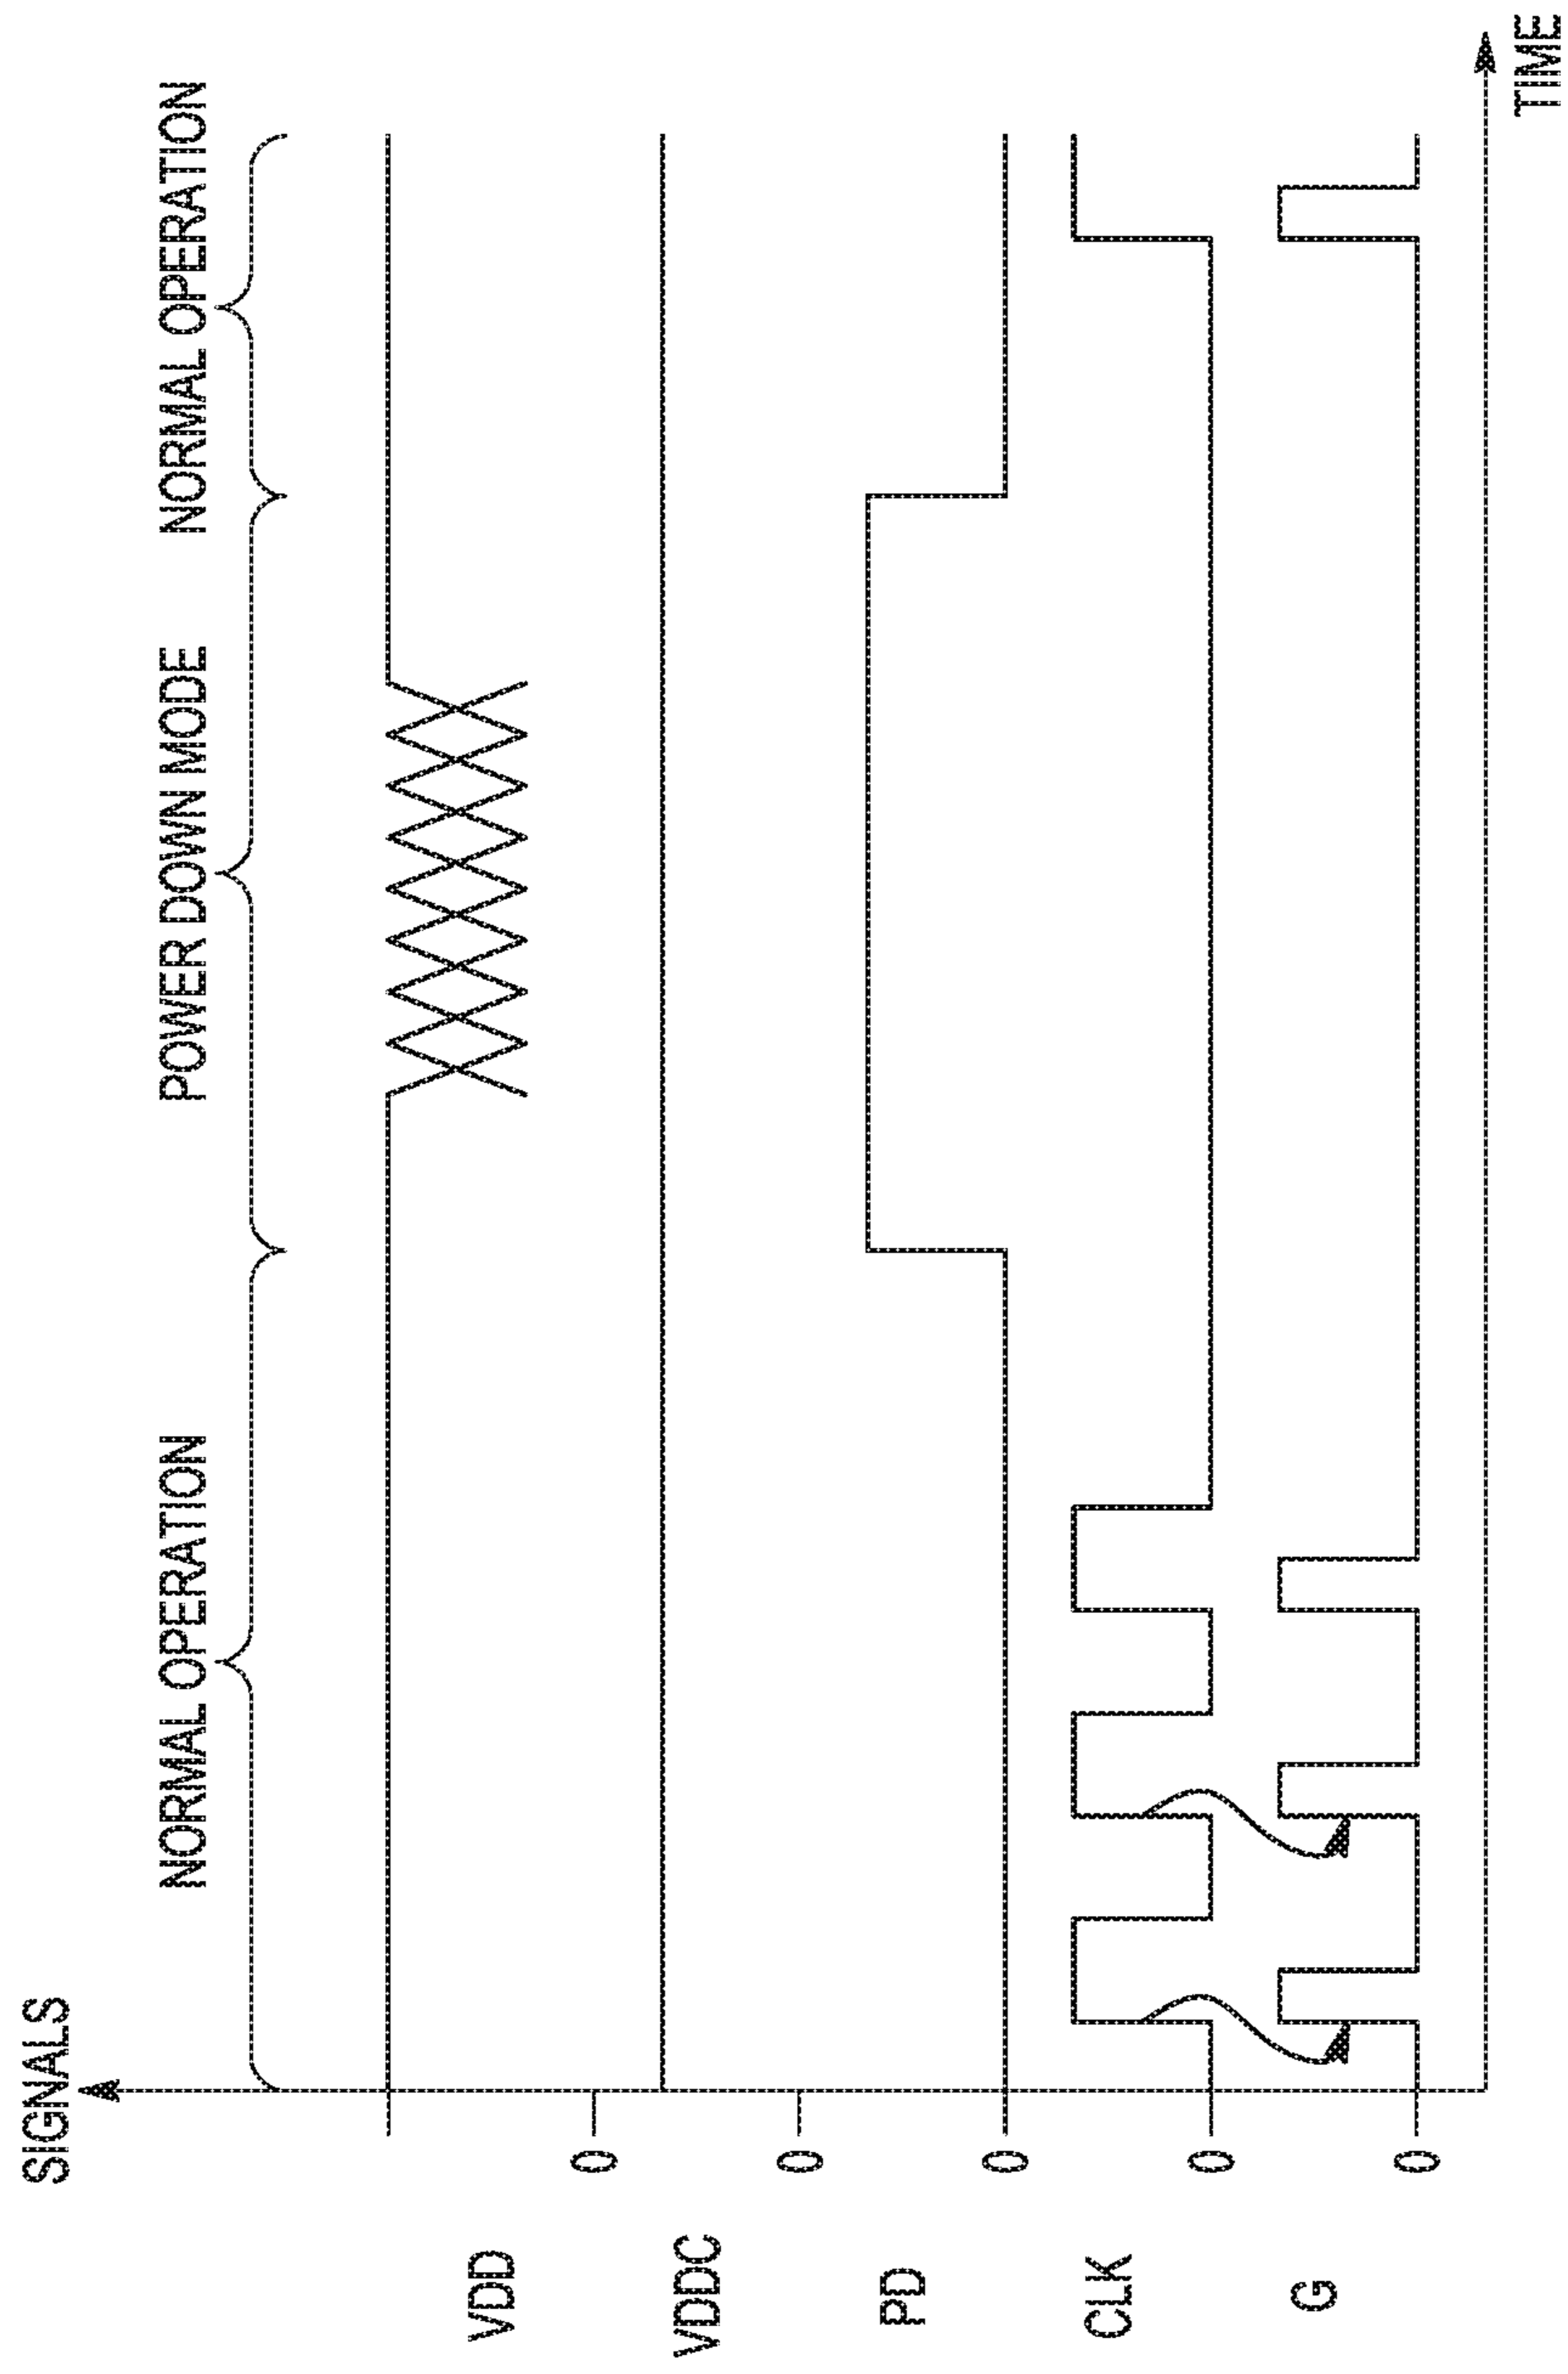 SIGNALS
NORMAL OPERATION
POWER DOWN MODE
NORMAL OPERATION
VDD
0
VDDC
0
PD
0
CLK
0
G
0
TIME